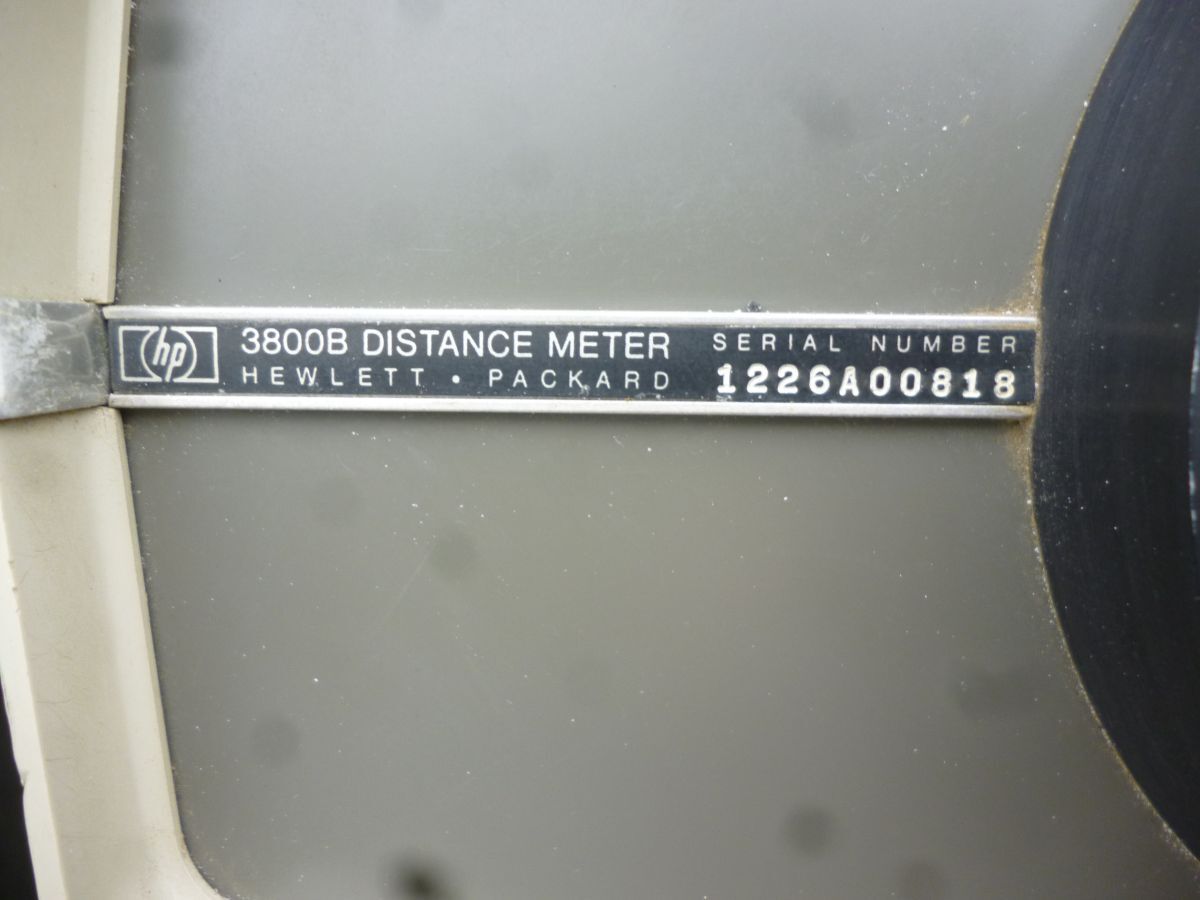 hp
3800B DISTANCE METER
HEWLETT • PACKARD
SERIAL NUMBER
1226A00818